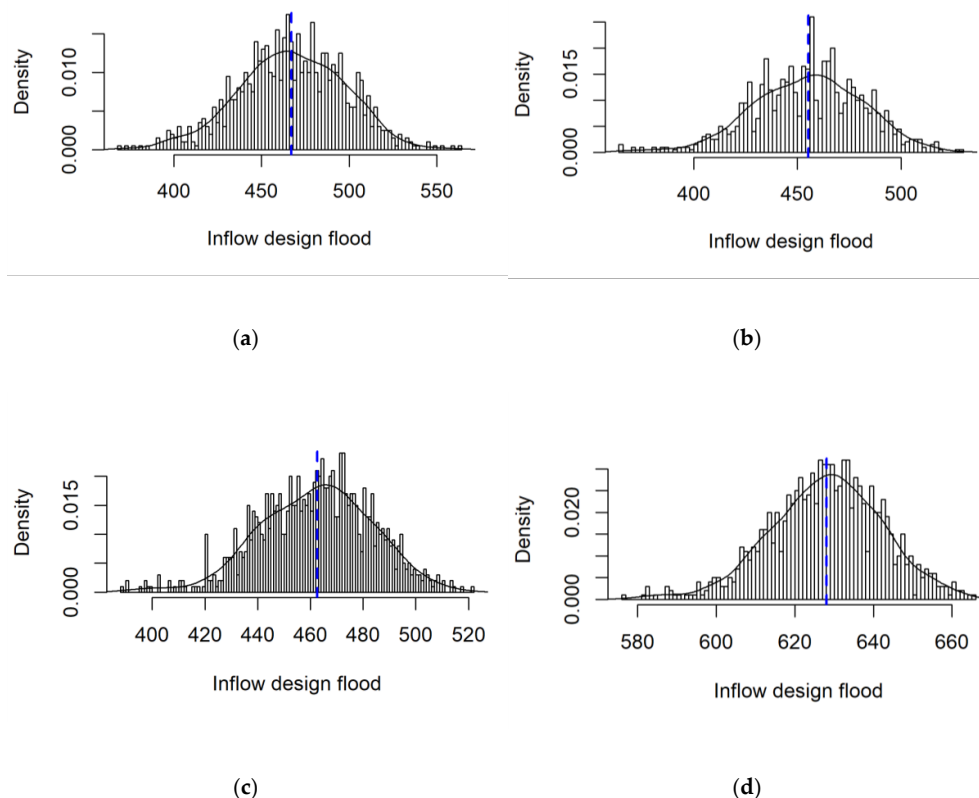 Density
0.000 0.010
400 450 500 550
Inflow design flood
(a)
Density
0.000 0.015
400 450 500
Inflow design flood
(b)
Density
0.000 0.015
400 420 440 460 480 500 520
Inflow design flood
(c)
Density
0.000 0.020
580 600 620 640 660
Inflow design flood
(d)